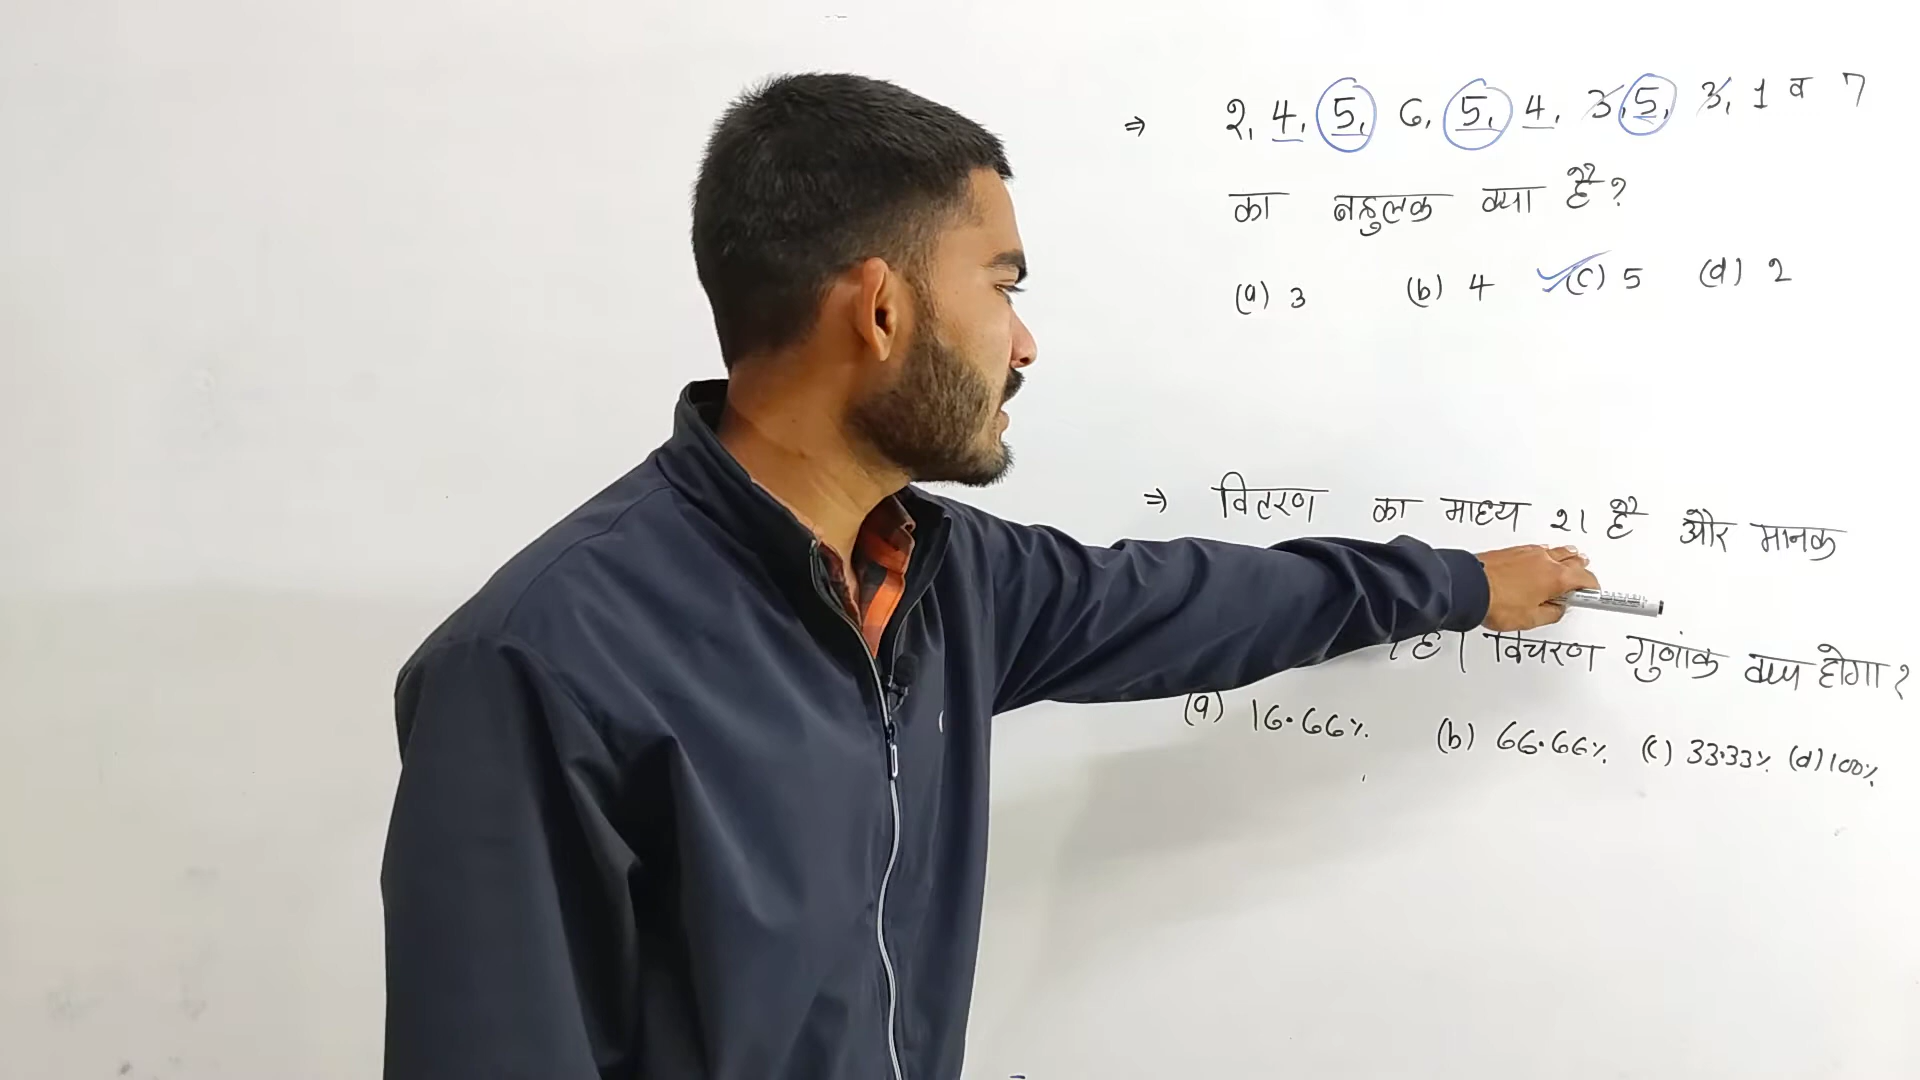 ⇒ 2, 4, 5, 6, 5, 4, 3, 5, 3, 1 व 7
का बहुलक क्या है?
(a) 3 (b) 4 (c) 5 (d) 2
⇒ वितरण का माध्य 21 है और मानक
है। विचरण गुणांक क्या होगा?
(a) 16.66% (b) 66.66% (c) 33.33% (d) 100%